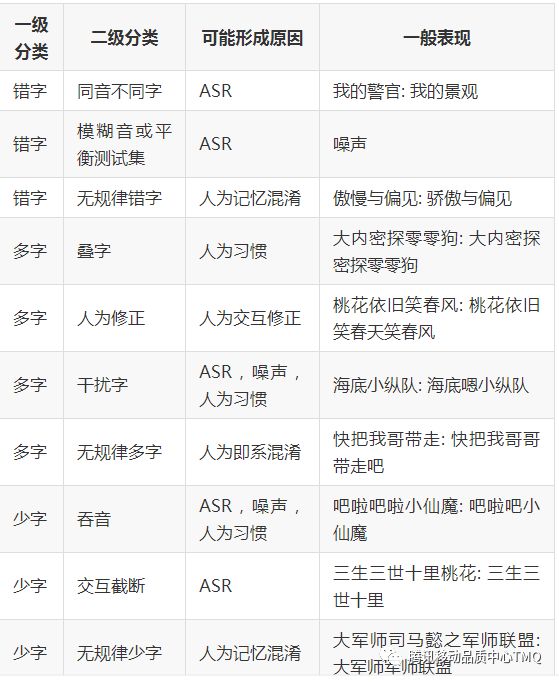 一级分类 二级分类 可能形成原因 一般表现
错字 同音不同字 ASR 我的警官: 我的景观
错字 模糊音或平衡测试集 ASR 噪声
错字 无规律错字 人为记忆混淆 傲慢与偏见: 骄傲与偏见
多字 叠字 人为习惯 大内密探零零狗: 大内密探密探零零狗
多字 人为修正 人为交互修正 桃花依旧笑春风: 桃花依旧笑春天笑春风
多字 干扰字 ASR，噪声，人为习惯 海底小纵队: 海底嗯小纵队
多字 无规律多字 人为即系混淆 快把我哥带走: 快把我哥哥带走吧
少字 吞音 ASR，噪声，人为习惯 吧啦吧啦小仙魔: 吧啦吧小仙魔
少字 交互截断 ASR 三生三世十里桃花: 三生三世十里
少字 无规律少字 人为记忆混淆 大军师司马懿之军师联盟: 大军师军师联盟
腾讯移动品质中心TMQ